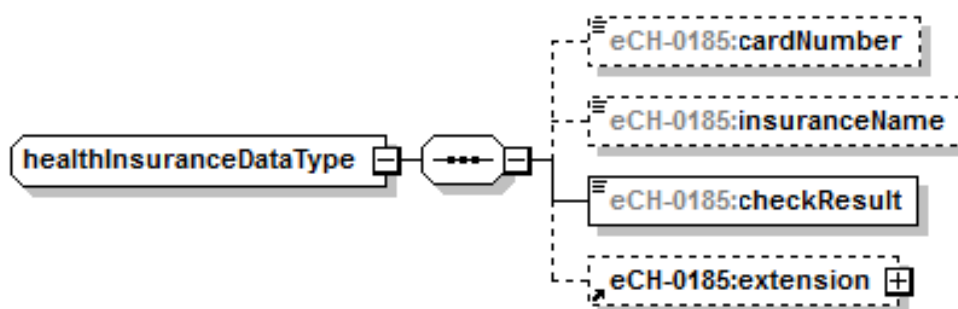 eCH-0185:cardNumber
eCH-0185:insuranceName
healthInsuranceDataType
eCH-0185:checkResult
eCH-0185:extension